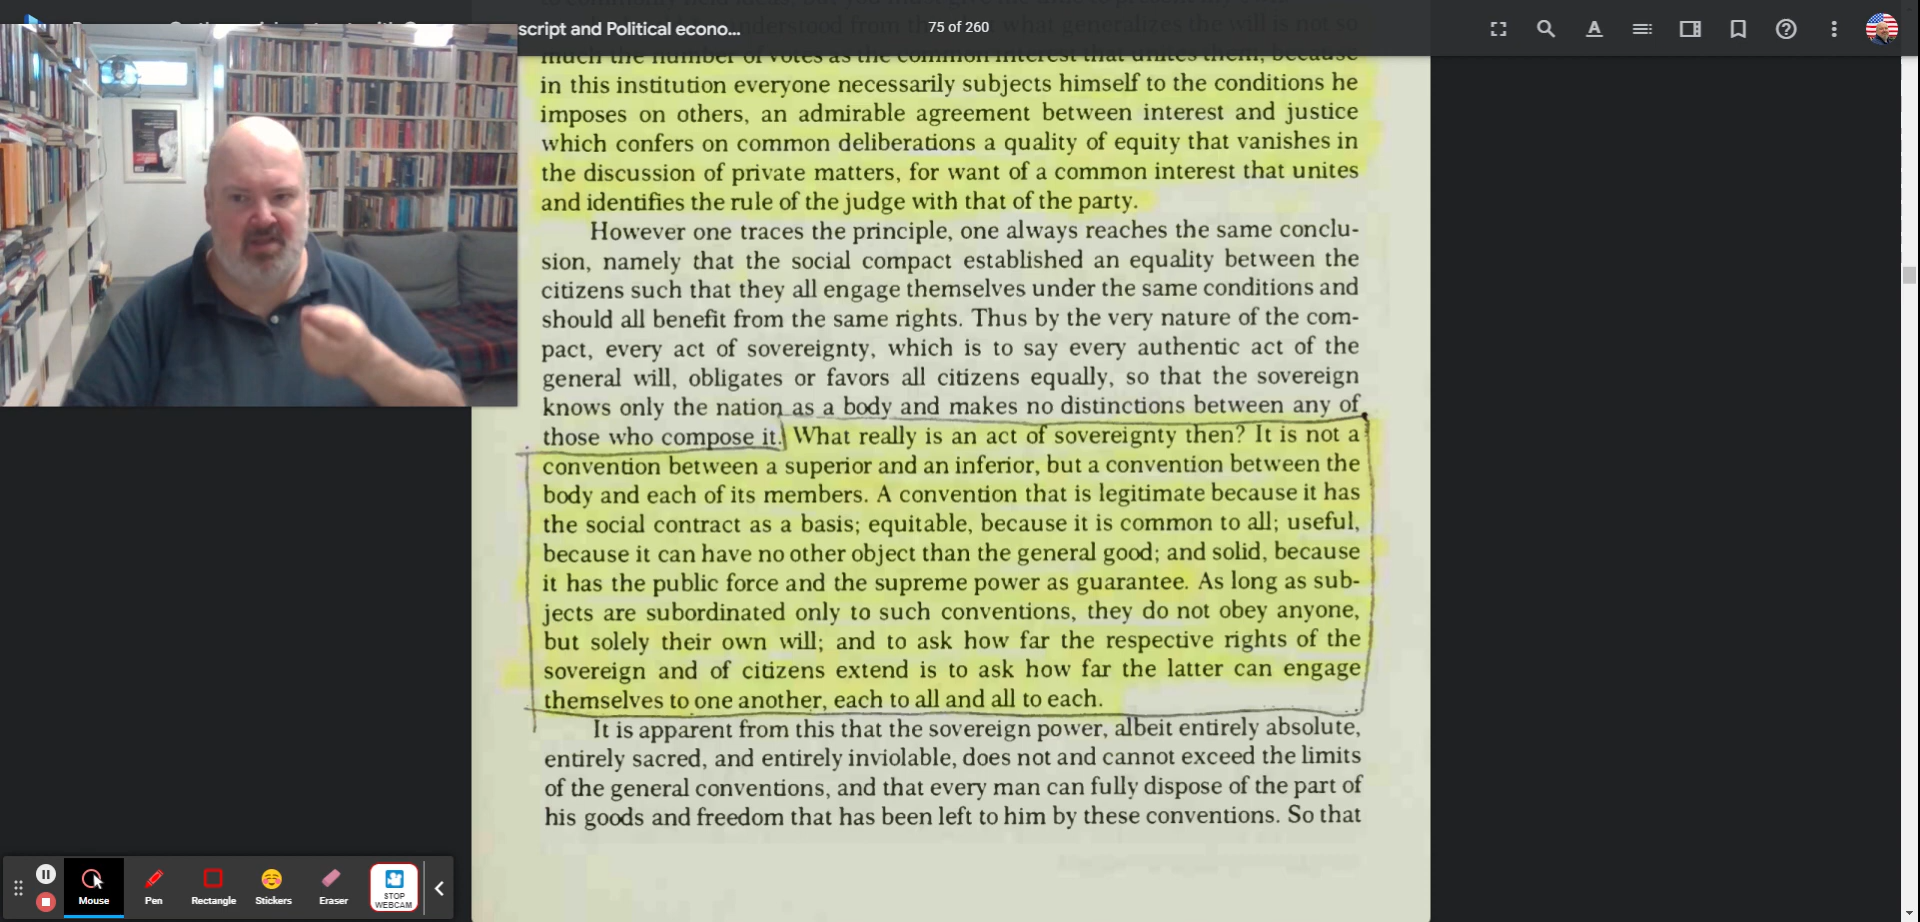 script and Political econo...
75 of 260
much the number of votes as the common interest that unites them, because
in this institution everyone necessarily subjects himself to the conditions he
imposes on others, an admirable agreement between interest and justice
which confers on common deliberations a quality of equity that vanishes in
the discussion of private matters, for want of a common interest that unites
and identifies the rule of the judge with that of the party.
However one traces the principle, one always reaches the same conclu-
sion, namely that the social compact established an equality between the
citizens such that they all engage themselves under the same conditions and
should all benefit from the same rights. Thus by the very nature of the com-
pact, every act of sovereignty, which is to say every authentic act of the
general will, obligates or favors all citizens equally, so that the sovereign
knows only the nation as a body and makes no distinctions between any of
those who compose it. What really is an act of sovereignty then? It is not a
convention between a superior and an inferior, but a convention between the
body and each of its members. A convention that is legitimate because it has
the social contract as a basis; equitable, because it is common to all; useful,
because it can have no other object than the general good; and solid, because
it has the public force and the supreme power as guarantee. As long as sub-
jects are subordinated only to such conventions, they do not obey anyone,
but solely their own will; and to ask how far the respective rights of the
sovereign and of citizens extend is to ask how far the latter can engage
themselves to one another, each to all and all to each.
It is apparent from this that the sovereign power, albeit entirely absolute,
entirely sacred, and entirely inviolable, does not and cannot exceed the limits
of the general conventions, and that every man can fully dispose of the part of
his goods and freedom that has been left to him by these conventions. So that
Mouse
Pen
Rectangle
Stickers
Eraser
STOP
WEBCAM